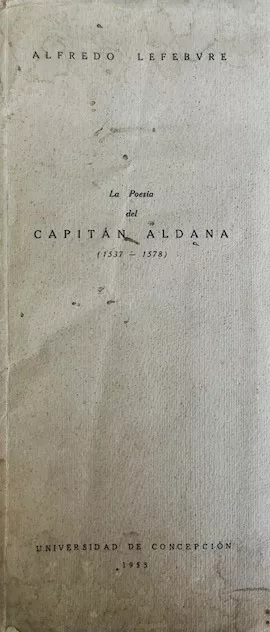 ALFREDO LEFEBVRE
La Poesía
del
CAPITÁN ALDANA
(1537 — 1578)
UNIVERSIDAD DE CONCEPCIÓN
1953